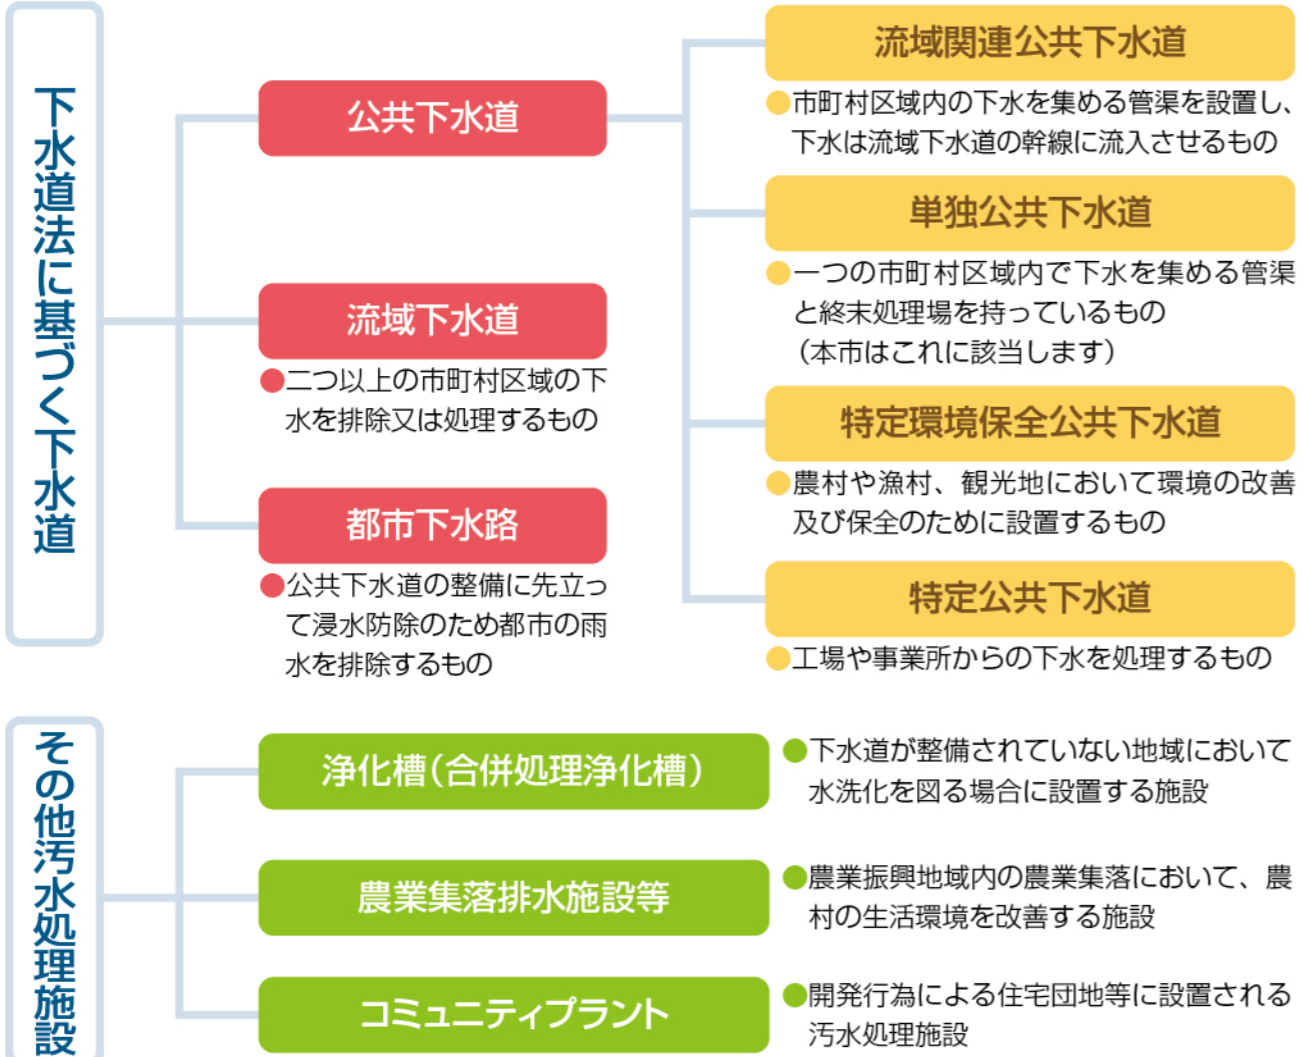 下水道法に基づく下水道
公共下水道
流域関連公共下水道
●市町村区域内の下水を集める管渠を設置し、
下水は流域下水道の幹線に流入させるもの
単独公共下水道
●一つの市町村区域内で下水を集める管渠
と終末処理場を持っているもの
（本市はこれに該当します）
特定環境保全公共下水道
●農村や漁村、観光地において環境の改善
及び保全のために設置するもの
特定公共下水道
●工場や事業所からの下水を処理するもの
流域下水道
●二つ以上の市町村区域の下
水を排除又は処理するもの
都市下水路
●公共下水道の整備に先立っ
て浸水防除のため都市の雨
水を排除するもの
その他汚水処理施設
浄化槽（合併処理浄化槽）
●下水道が整備されていない地域において
水洗化を図る場合に設置する施設
農業集落排水施設等
●農業振興地域内の農業集落において、農
村の生活環境を改善する施設
コミュニティプラント
●開発行為による住宅団地等に設置される
汚水処理施設